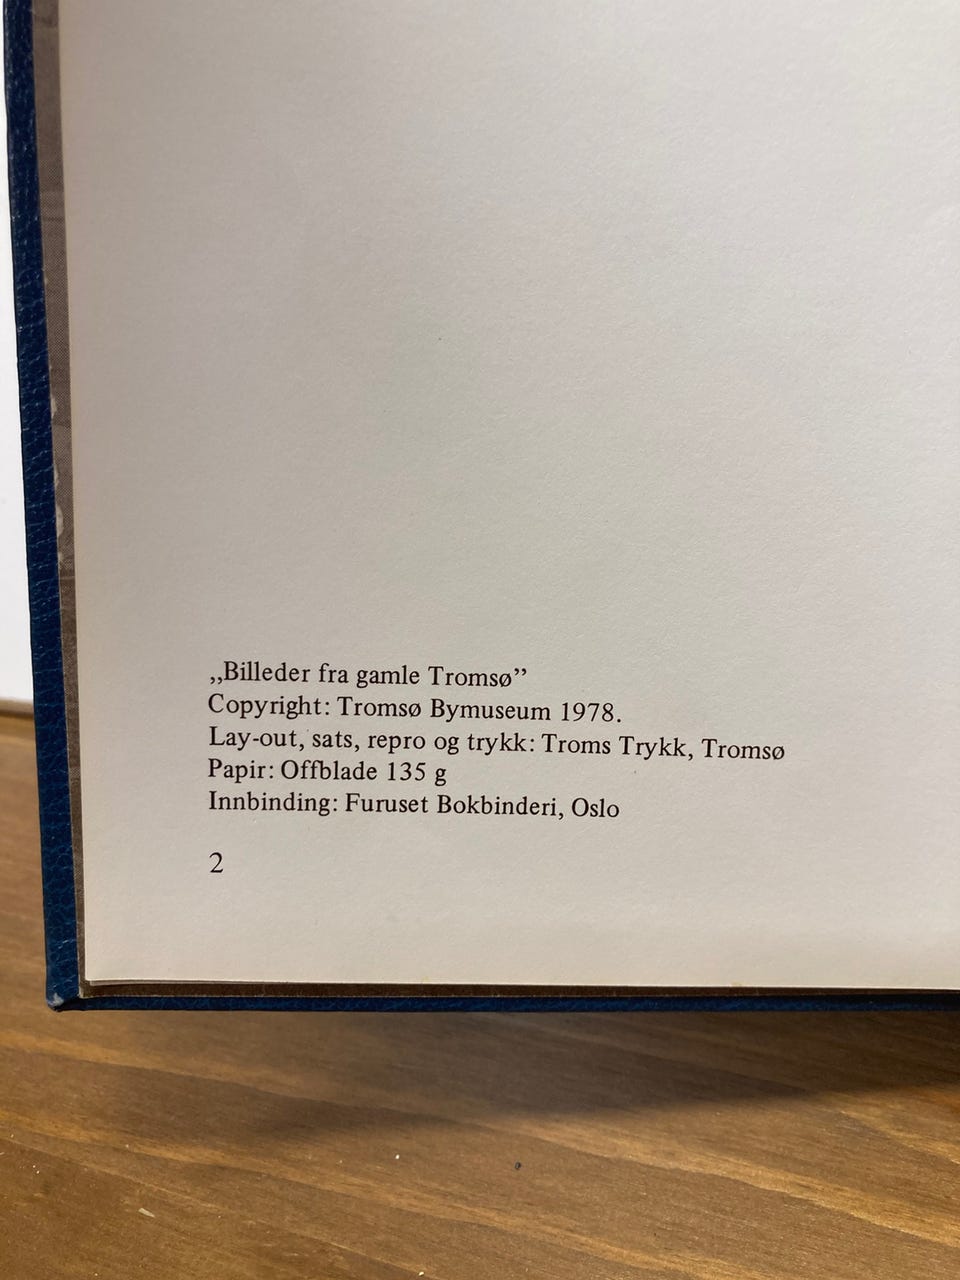 „Billeder fra gamle Tromsø”
Copyright: Tromsø Bymuseum 1978.
Lay-out, sats, repro og trykk: Troms Trykk, Tromsø
Papir: Offblade 135 g
Innbinding: Furuset Bokbinderi, Oslo
2